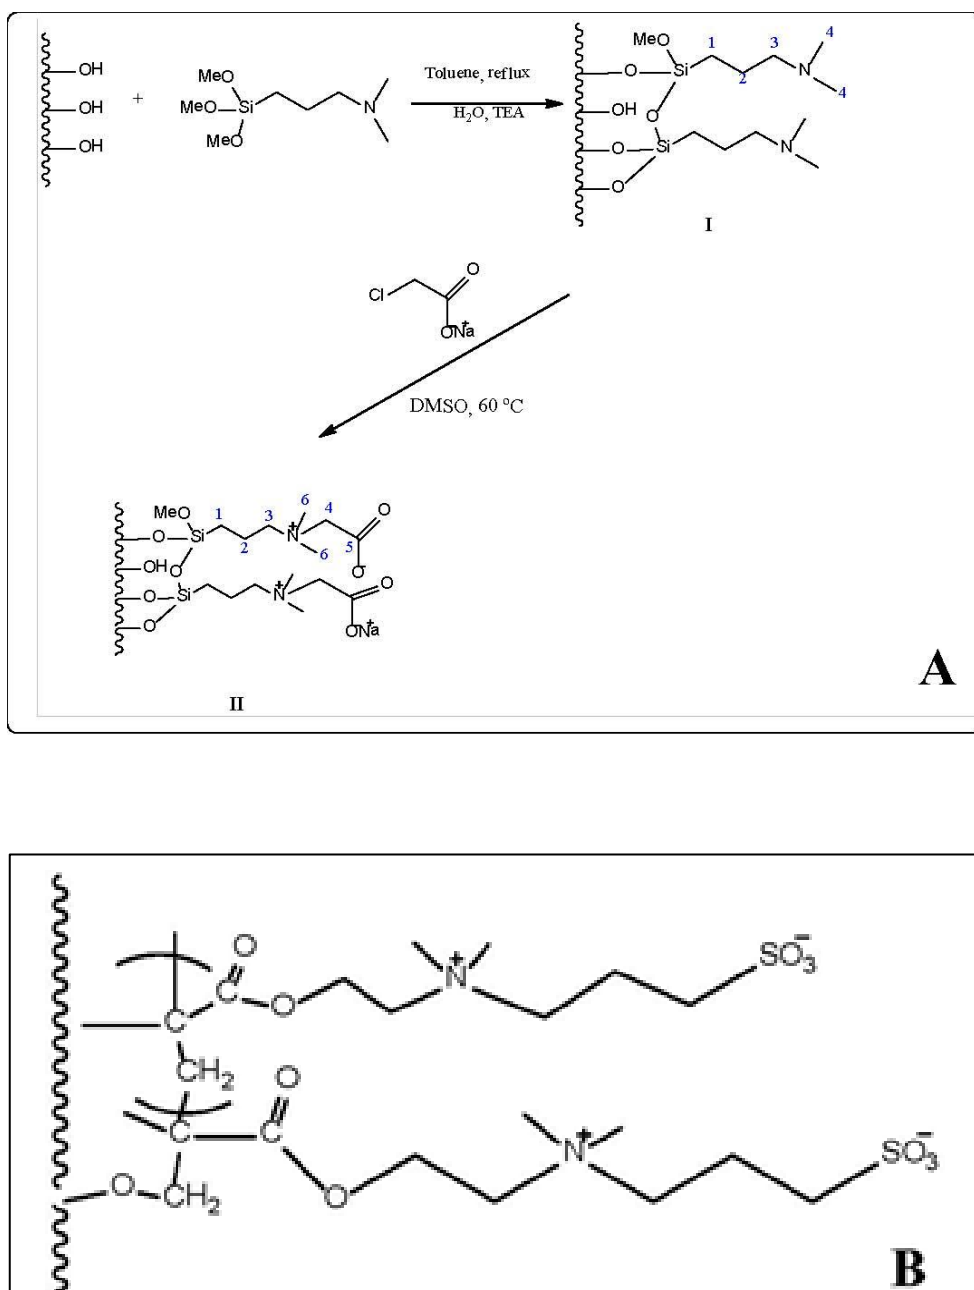 OH
OH
OH
+
MeO
MeO
MeO
Si
N
Toluene, reflux
H2O, TEA
MeO
1
3
4
O
Si
2
N
4
OH
O
O
Si
N
O
I
Cl
O
ONa
+
DMSO, 60 °C
MeO
1
3
6
4
O
O
Si
2
N
+
6
5
O-
OH
O
O
Si
N
+
O
O
ONa
+
II
A
O
C
O
N
+
SO3-
C
CH2
O
C
C
O
N
+
SO3-
O
CH2
B